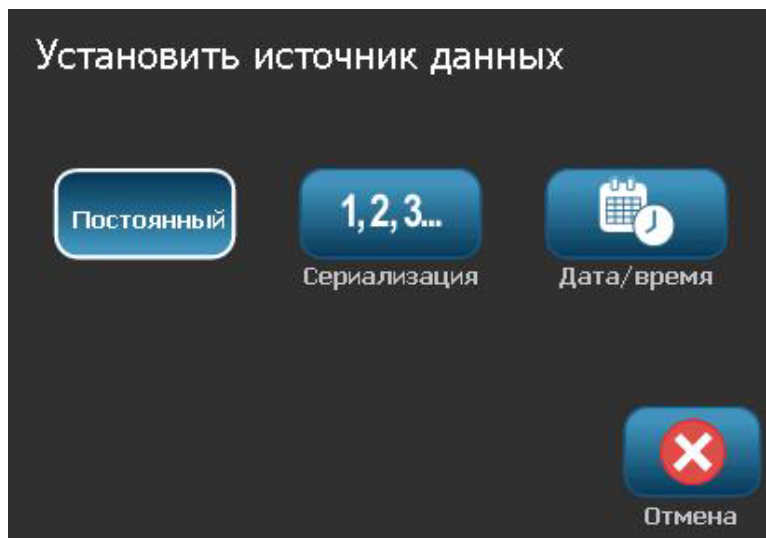 Установить источник данных
Постоянный
1, 2, 3...
Сериализация
Дата/время
Отмена